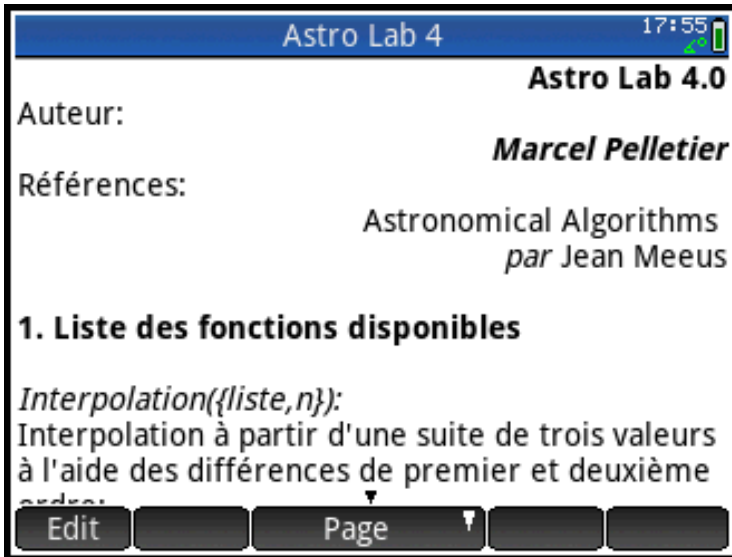 Astro Lab 4
17:55
Astro Lab 4.0
Auteur:
Marcel Pelletier
Références:
Astronomical Algorithms
par Jean Meeus
1. Liste des fonctions disponibles
Interpolation({liste,n}):
Interpolation à partir d'une suite de trois valeurs
à l'aide des différences de premier et deuxième
ordre:
Edit
Page